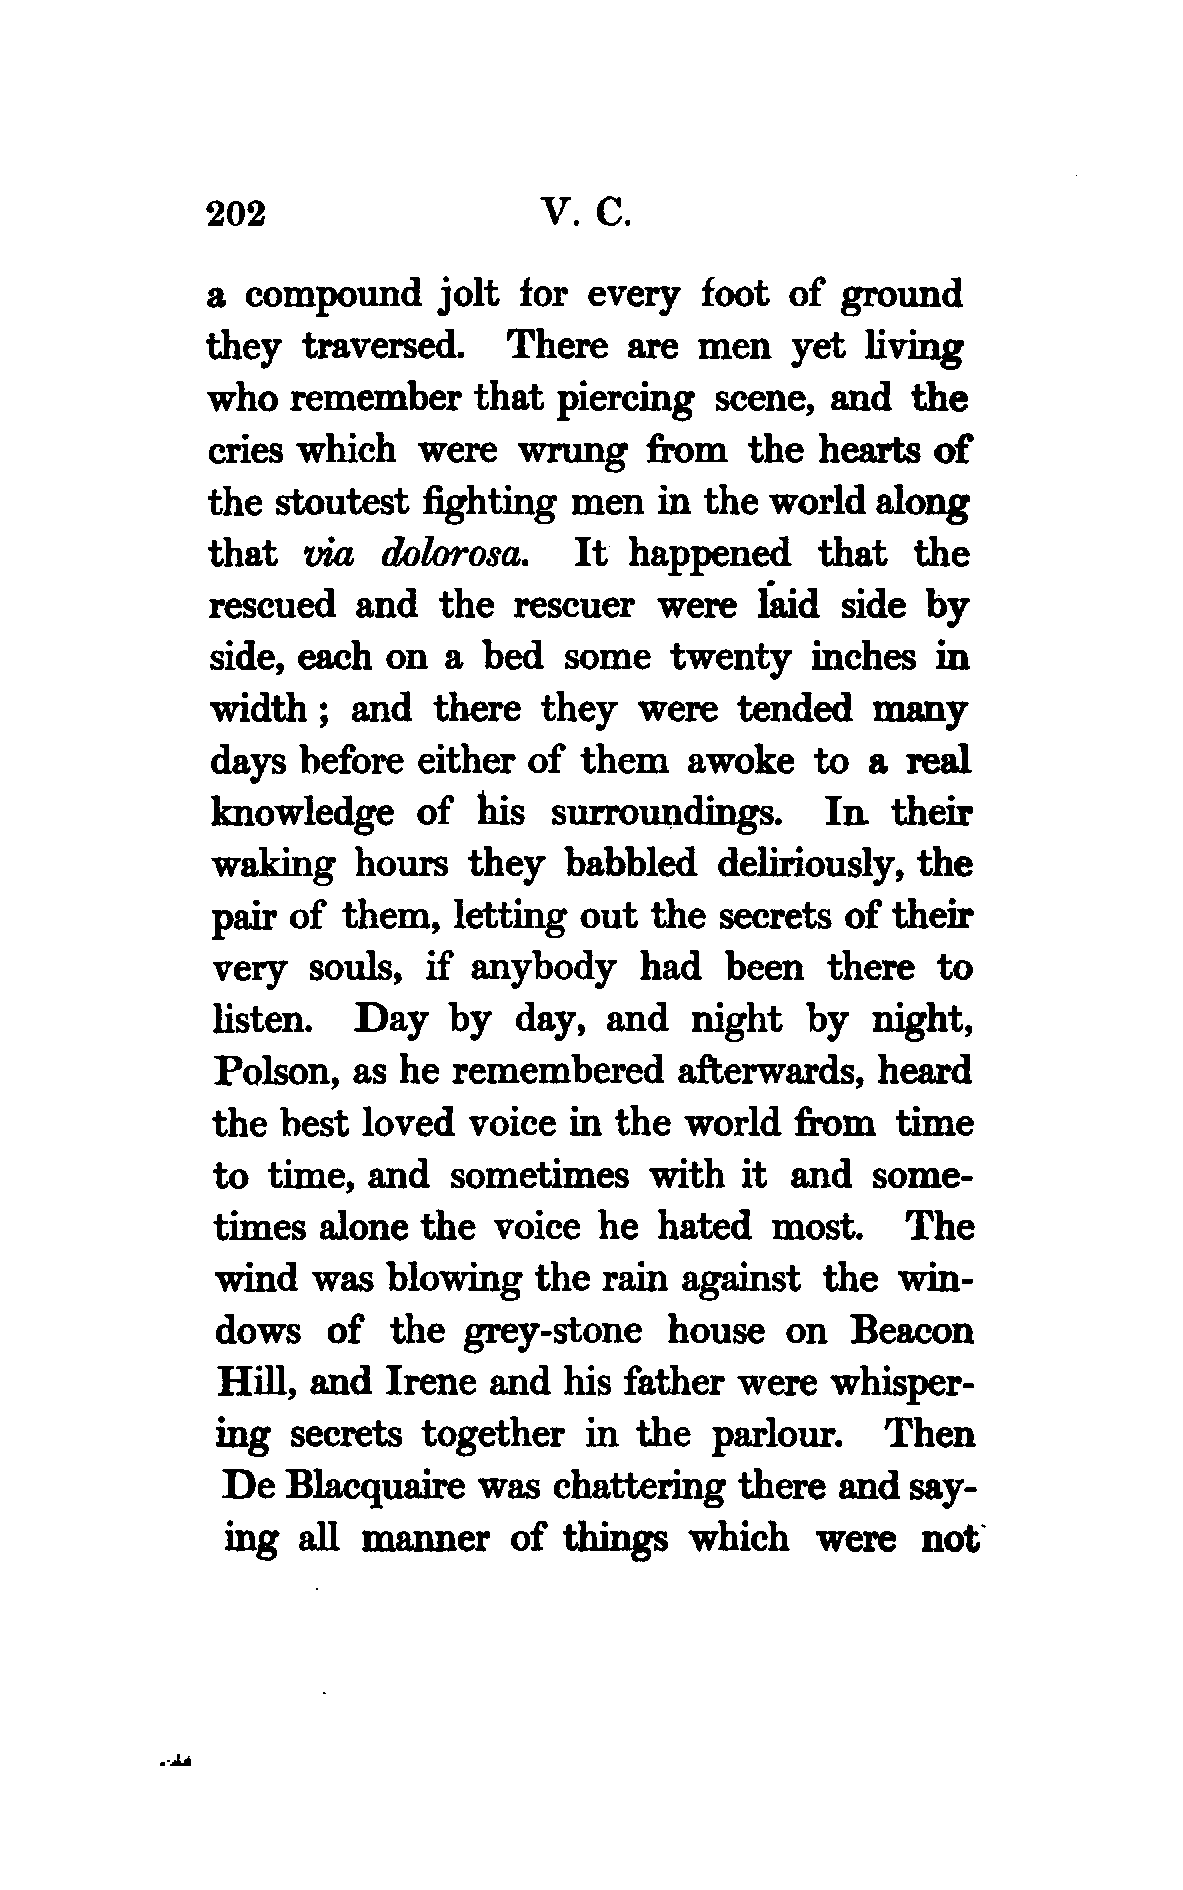 202 V. C.
a compound jolt for every foot of ground
they traversed. There are men yet living
who remember that piercing scene, and the
cries which were wrung from the hearts of
the stoutest fighting men in the world along
that via dolorosa. It happened that the
rescued and the rescuer were laid side by
side, each on a bed some twenty inches in
width ; and there they were tended many
days before either of them awoke to a real
knowledge of his surroundings. In their
waking hours they babbled deliriously, the
pair of them, letting out the secrets of their
very souls, if anybody had been there to
listen. Day by day, and night by night,
Polson, as he remembered afterwards, heard
the best loved voice in the world from time
to time, and sometimes with it and some-
times alone the voice he hated most. The
wind was blowing the rain against the win-
dows of the grey-stone house on Beacon
Hill, and Irene and his father were whisper-
ing secrets together in the parlour. Then
De Blacquaire was chattering there and say-
ing all manner of things which were not